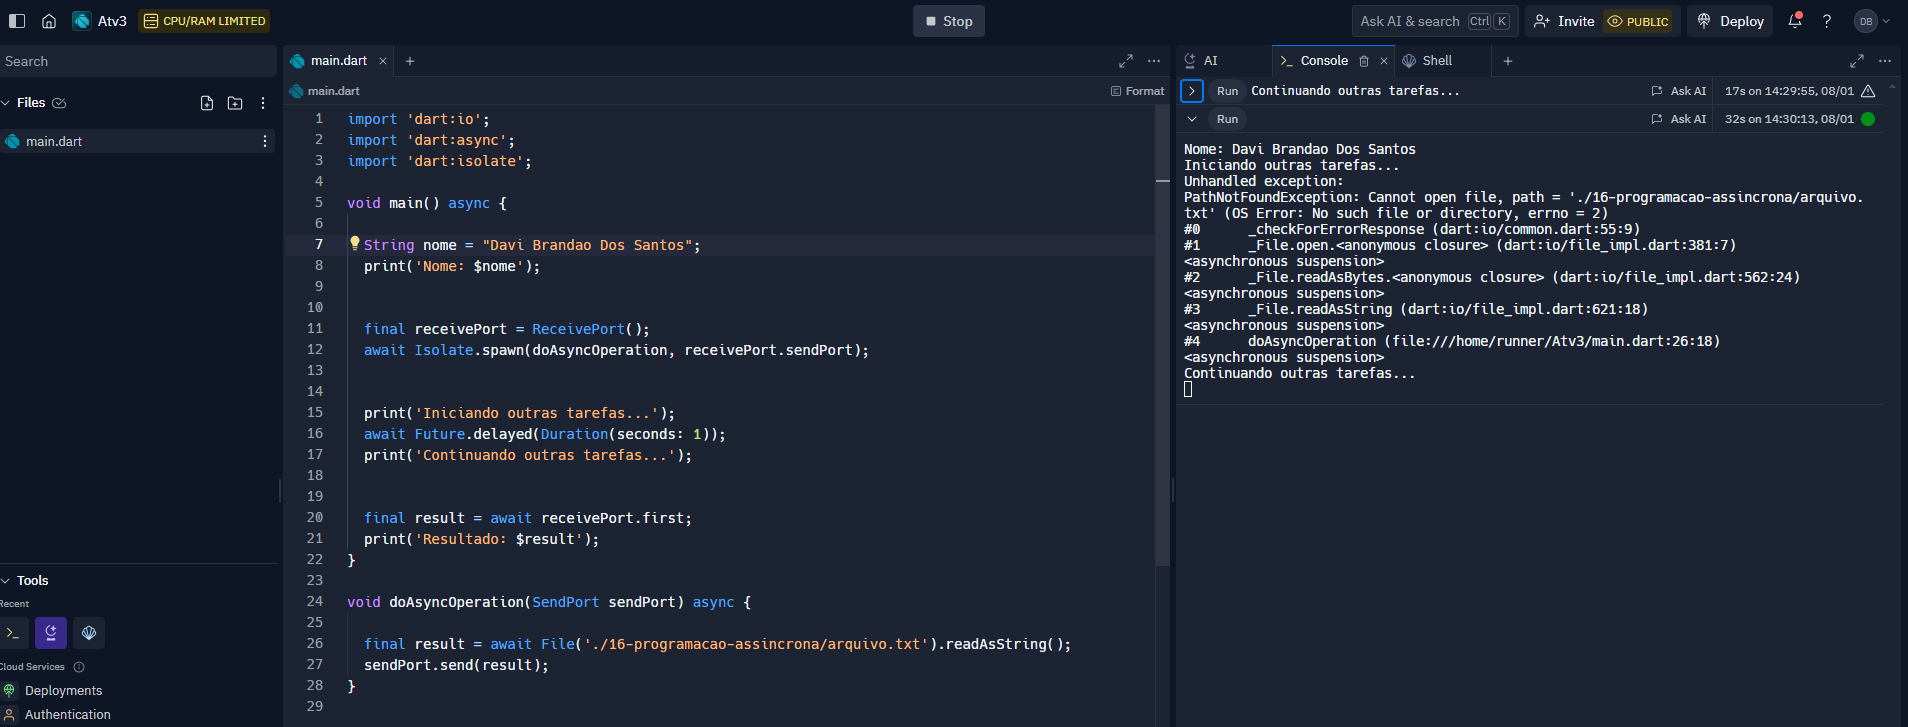 Atv3
CPU/RAM LIMITED
Stop
Ask AI & search Ctrl K
Invite
PUBLIC
Deploy
?
DB
Search
Files
main.dart
main.dart
main.dart
Format
1 import 'dart:io';
2 import 'dart:async';
3 import 'dart:isolate';
4
5 void main() async {
6
7 String nome = "Davi Brandao Dos Santos";
8 print('Nome: $nome');
9
10
11 final receivePort = ReceivePort();
12 await Isolate.spawn(doAsyncOperation, receivePort.sendPort);
13
14
15 print('Iniciando outras tarefas...');
16 await Future.delayed(Duration(seconds: 1));
17 print('Continuando outras tarefas...');
18
19
20 final result = await receivePort.first;
21 print('Resultado: $result');
22 }
23
24 void doAsyncOperation(SendPort sendPort) async {
25
26 final result = await File('./16-programacao-assincrona/arquivo.txt').readAsString();
27 sendPort.send(result);
28 }
29
Tools
Recent
Cloud Services
Deployments
Authentication
AI
Console
Shell
Run Continuando outras tarefas... Ask AI 17s on 14:29:55, 08/01
Run Ask AI 32s on 14:30:13, 08/01
Nome: Davi Brandao Dos Santos
Iniciando outras tarefas...
Unhandled exception:
PathNotFoundException: Cannot open file, path = './16-programacao-assincrona/arquivo.
txt' (OS Error: No such file or directory, errno = 2)
#0 _checkForErrorResponse (dart:io/common.dart:55:9)
#1 _File.open.<anonymous closure> (dart:io/file_impl.dart:381:7)
<asynchronous suspension>
#2 _File.readAsBytes.<anonymous closure> (dart:io/file_impl.dart:562:24)
<asynchronous suspension>
#3 _File.readAsString (dart:io/file_impl.dart:621:18)
<asynchronous suspension>
#4 doAsyncOperation (file:///home/runner/Atv3/main.dart:26:18)
<asynchronous suspension>
Continuando outras tarefas...